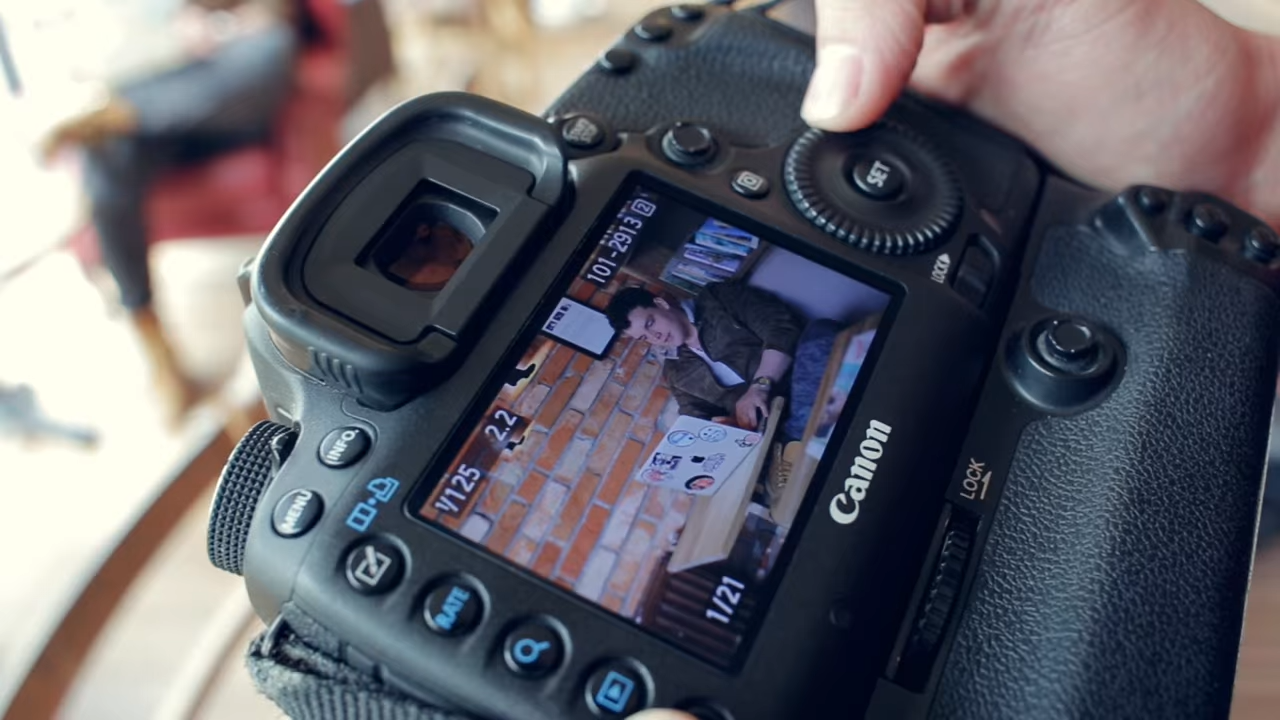 101-2913 2
1/125 2.2
1/21
SET
LOCK
INFO
MENU
RATE
Canon
LOCK